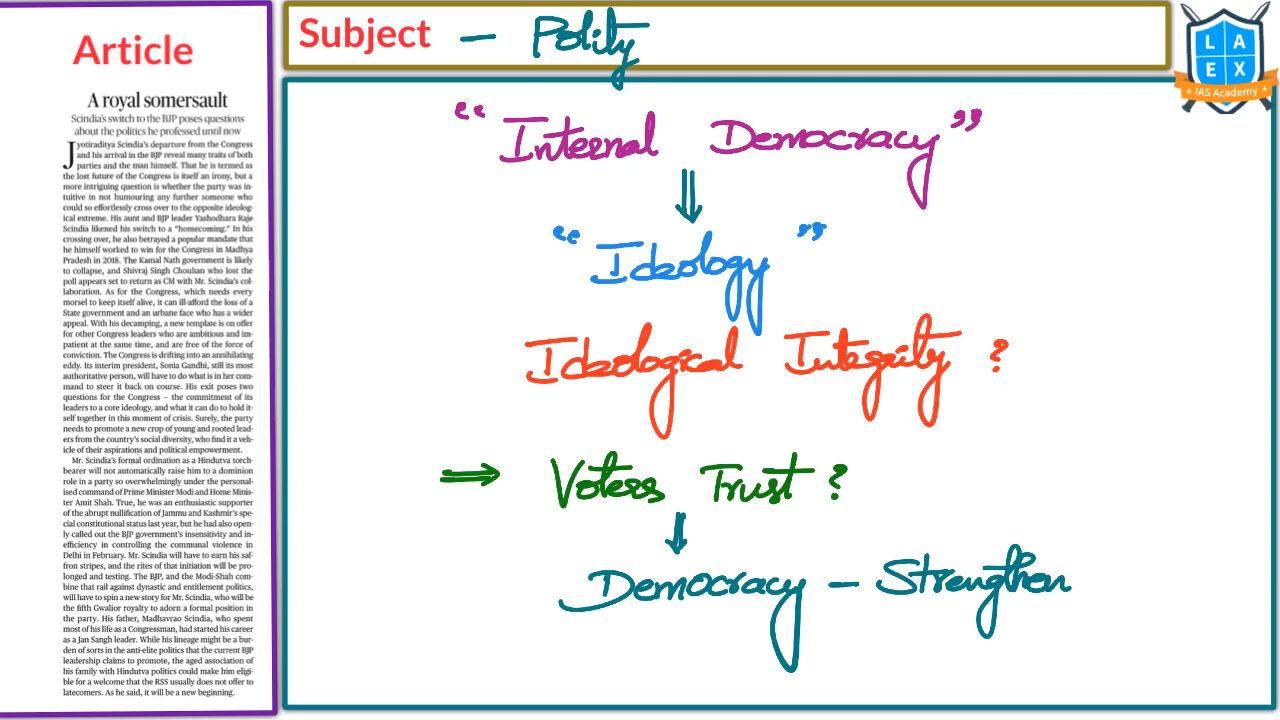 Article
A royal somersault
Scindia's switch to the BJP poses questions
about the politics he professed until now
Jyotiraditya Scindia's departure from the Congress
and his arrival in the BJP reveal many traits of both
parties and the man himself. That he is termed as
the lost future of the Congress is itself an irony, but a
more intriguing question is whether the party was in-
tuitive in not humouring any further someone who
could so effortlessly cross over to the opposite ideolog-
ical extreme. His aunt and BJP leader Yashodhara Raje
Scindia likened his switch to a "homecoming." In his
crossing over, he also betrayed a popular mandate that
he himself worked to win for the Congress in Madhya
Pradesh in 2018. The Kamal Nath government is likely
to collapse, and Shivraj Singh Chouhan who lost the
poll appears set to return as CM with Mr. Scindia's col-
laboration. As for the Congress, which needs every
morsel to keep itself alive, it can ill-afford the loss of a
State government and an urbane face who has a wider
appeal. With his decamping, a new template is on offer
for other Congress leaders who are ambitious and im-
patient at the same time, and are free of the force of
conviction. The Congress is drifting into an annihilating
eddy. Its interim president, Sonia Gandhi, still its most
authoritative person, will have to do what is in her com-
mand to steer it back on course. His exit poses two
questions for the Congress – the commitment of its
leaders to a core ideology, and what it can do to hold it-
self together in this moment of crisis. Surely, the party
needs to promote a new crop of young and rooted lead-
ers from the country's social diversity, who find it a veh-
icle of their aspirations and political empowerment.
Mr. Scindia's formal ordination as a Hindutva torch-
bearer will not automatically raise him to a dominion
role in a party so overwhelmingly under the personal-
ised command of Prime Minister Modi and Home Minis-
ter Amit Shah. True, he was an enthusiastic supporter
of the abrupt nullification of Jammu and Kashmir's spe-
cial constitutional status last year, but he had also open-
ly called out the BJP government's insensitivity and in-
efficiency in controlling the communal violence in
Delhi in February. Mr. Scindia will have to earn his saf-
fron stripes, and the rites of that initiation will be pro-
longed and testing. The BJP, and the Modi-Shah com-
bine that rail against dynastic and entitlement politics,
will have to spin a new story for Mr. Scindia, who will be
the fifth Gwalior royalty to adorn a formal position in
the party. His father, Madhavrao Scindia, who spent
most of his life as a Congressman, had started his career
as a Jan Sangh leader. While his lineage might be a bur-
den of sorts in the anti-elite politics that the current BJP
leadership claims to promote, the aged association of
his family with Hindutva politics could make him eligi-
ble for a welcome that the RSS usually does not offer to
latecomers. As he said, it will be a new beginning.
Subject – Polity
LAEX
IAS Academy
"Internal Democracy"
⇓
"Ideology"
Ideological Integrity ?
⇒ Voters Trust ?
⇓
Democracy – Strengthen